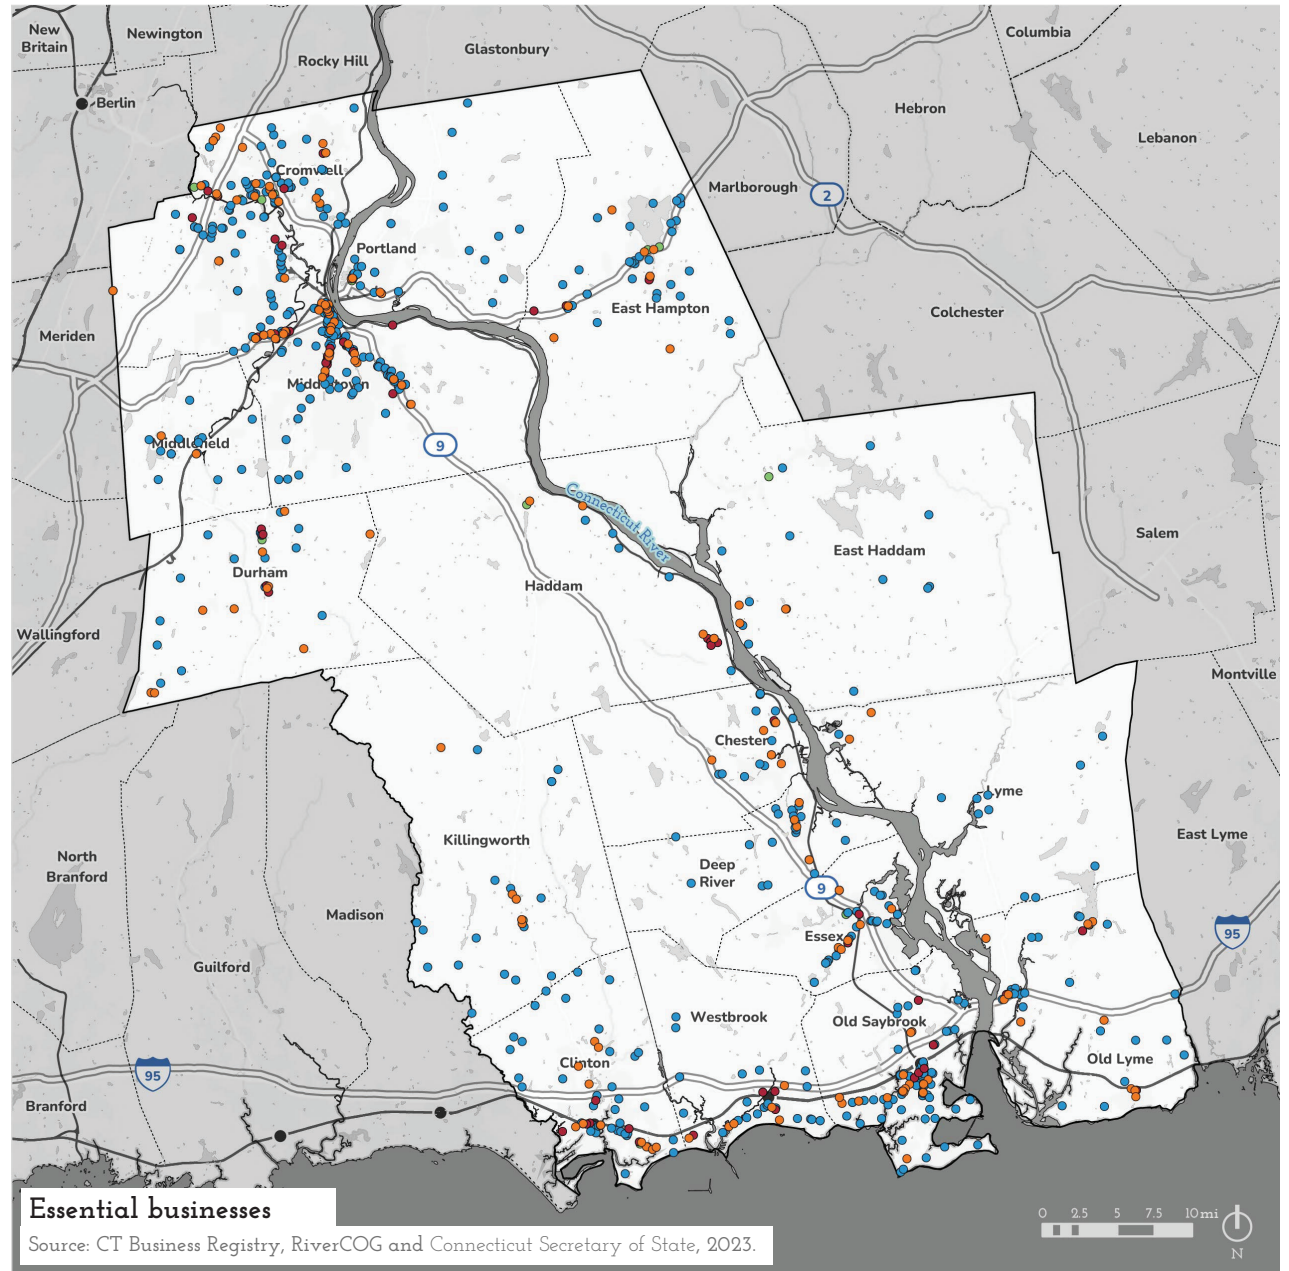 New
Britain
Newington
Rocky Hill
Glastonbury
Columbia
Berlin
Hebron
Lebanon
Cromwell
Marlborough
2
Portland
East Hampton
Colchester
Meriden
Middletown
Middlefield
9
Connecticut River
Salem
East Haddam
Durham
Haddam
Wallingford
Montville
Chester
Lyme
East Lyme
Killingworth
North
Branford
Deep
River
9
Madison
Essex
95
Guilford
Westbrook
Old Saybrook
Clinton
Old Lyme
95
Branford
Essential businesses
Source: CT Business Registry, RiverCOG and Connecticut Secretary of State, 2023.
0 2.5 5 7.5 10 mi
N